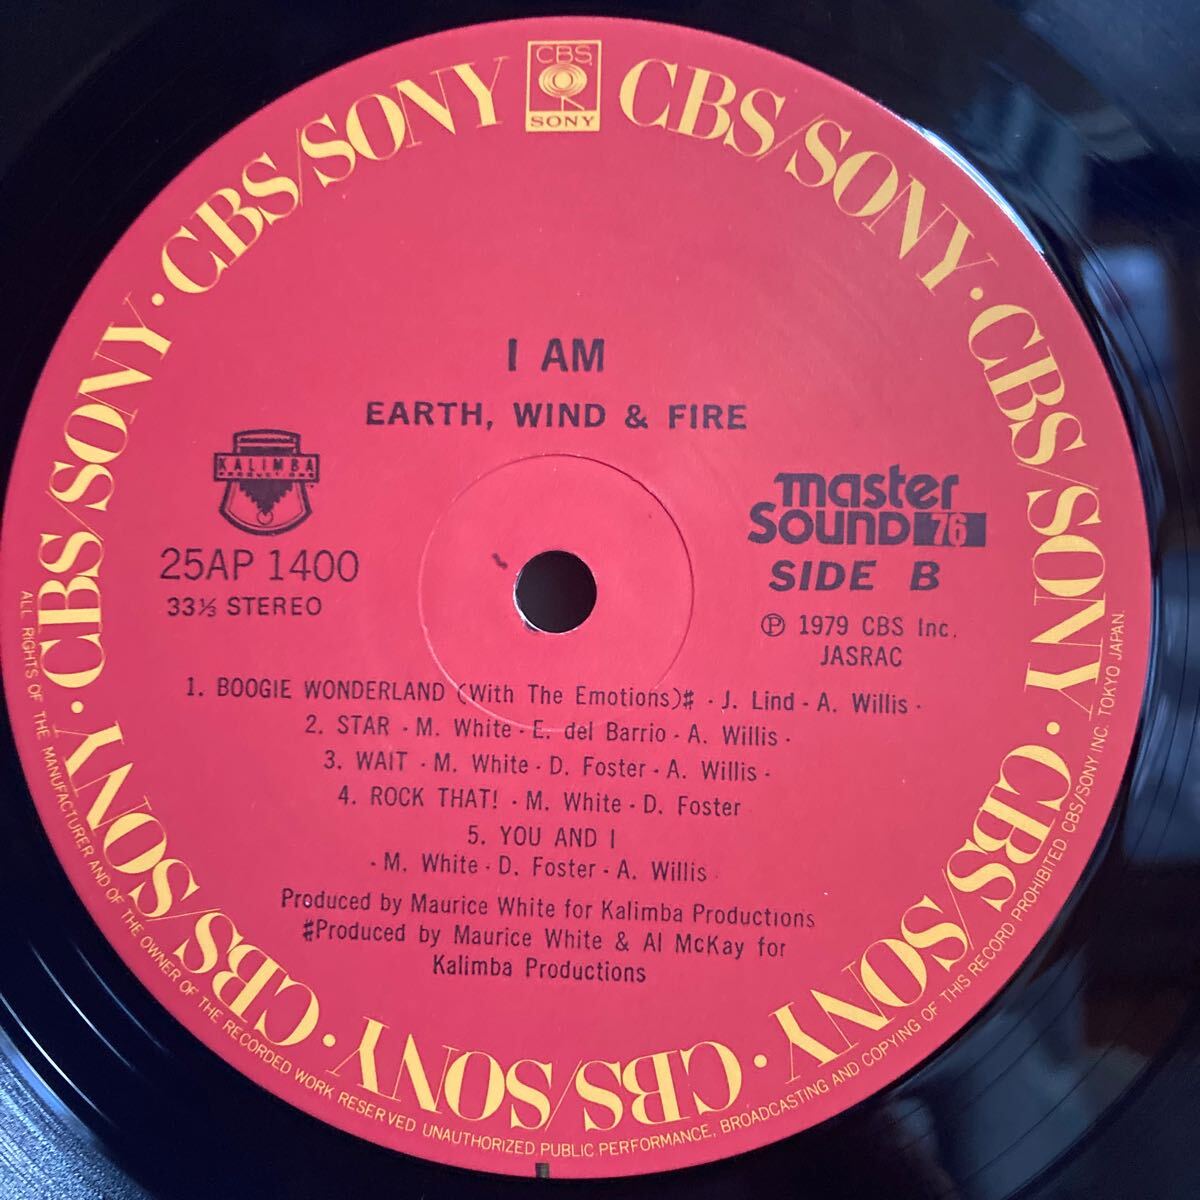 CBS
SONY
CBS/SONY · CBS/SONY · CBS/SONY · CBS/SONY · CBS/SONY · CBS/SONY · CBS/SONY · CBS/SONY · CBS/SONY
I AM
EARTH, WIND & FIRE
KALIMBA
PRODUCTIONS
25AP 1400
33⅓ STEREO
master
Sound 76
SIDE B
Ⓟ 1979 CBS Inc.
JASRAC
1. BOOGIE WONDERLAND (With The Emotions)♯ · J. Lind · A. Willis ·
2. STAR · M. White · E. del Barrio · A. Willis ·
3. WAIT · M. White · D. Foster · A. Willis ·
4. ROCK THAT! · M. White · D. Foster
5. YOU AND I
· M. White · D. Foster · A. Willis
Produced by Maurice White for Kalimba Productions
♯Produced by Maurice White & Al McKay for
Kalimba Productions
ALL RIGHTS OF THE MANUFACTURER AND OF THE OWNER OF THE RECORDED WORK RESERVED UNAUTHORIZED PUBLIC PERFORMANCE, BROADCASTING AND COPYING OF THIS RECORD PROHIBITED CBS/SONY INC. TOKYO JAPAN.